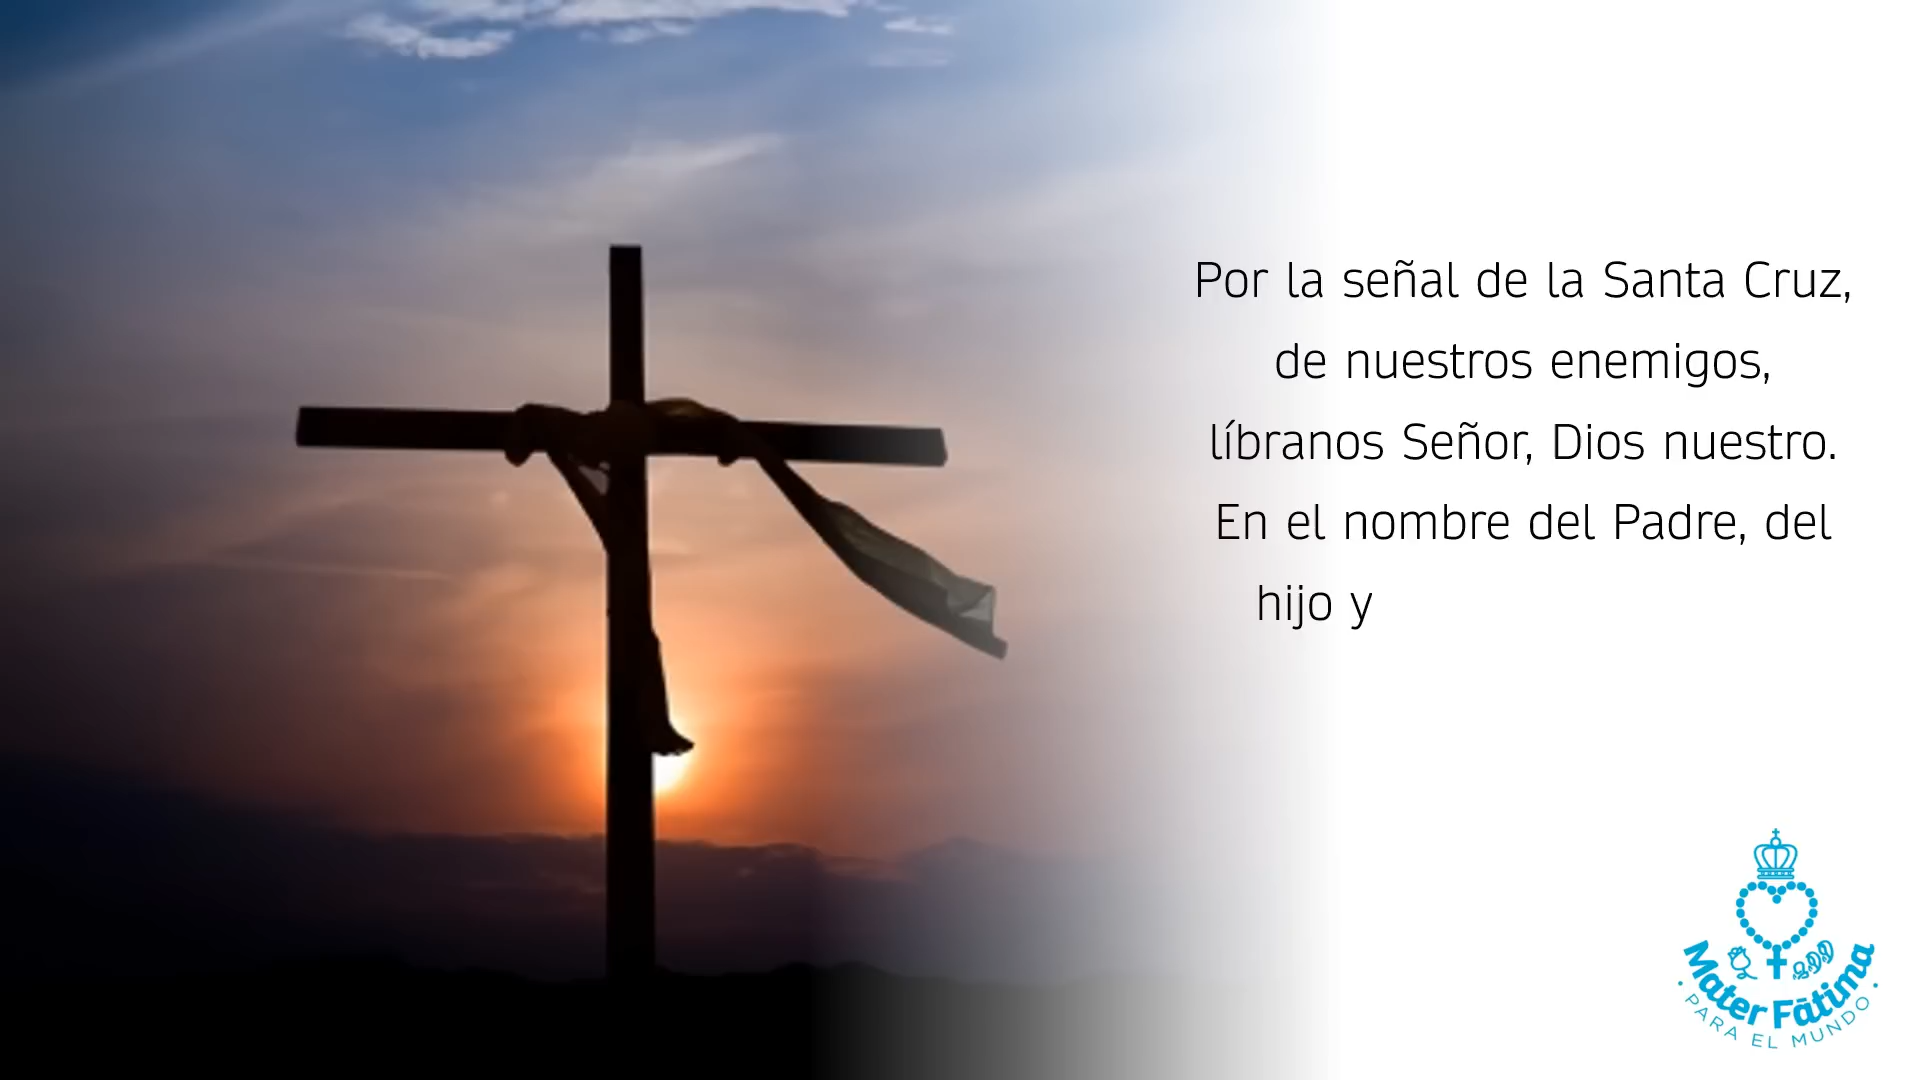 Por la señal de la Santa Cruz,
de nuestros enemigos,
líbranos Señor, Dios nuestro.
En el nombre del Padre, del
hijo y
Mater Fátima
· PARA EL MUNDO ·